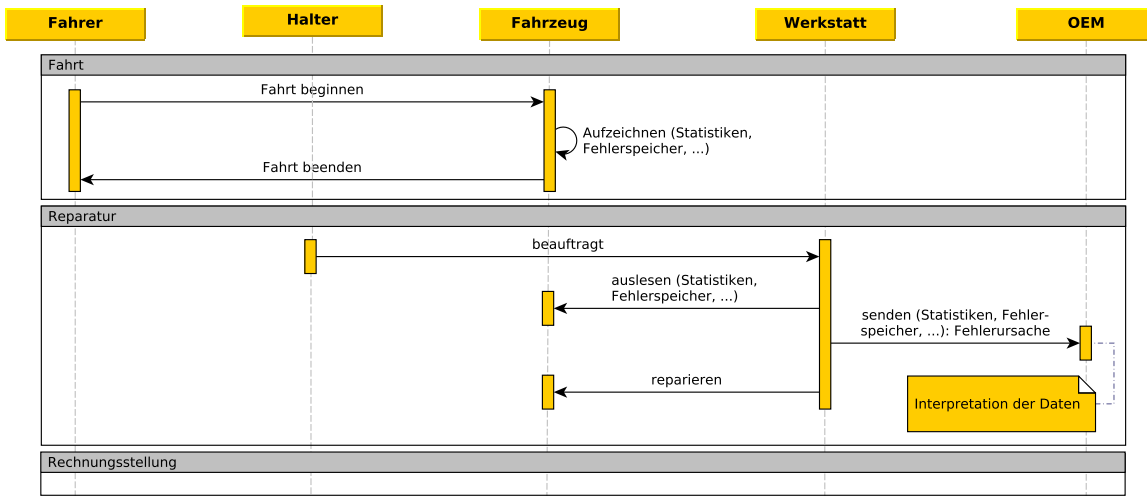 Fahrer
Halter
Fahrzeug
Werkstatt
OEM
Fahrt
Fahrt beginnen
Aufzeichnen (Statistiken,
Fehlerspeicher, ...)
Fahrt beenden
Reparatur
beauftragt
auslesen (Statistiken,
Fehlerspeicher, ...)
senden (Statistiken, Fehler-
speicher, ...): Fehlerursache
reparieren
Interpretation der Daten
Rechnungsstellung